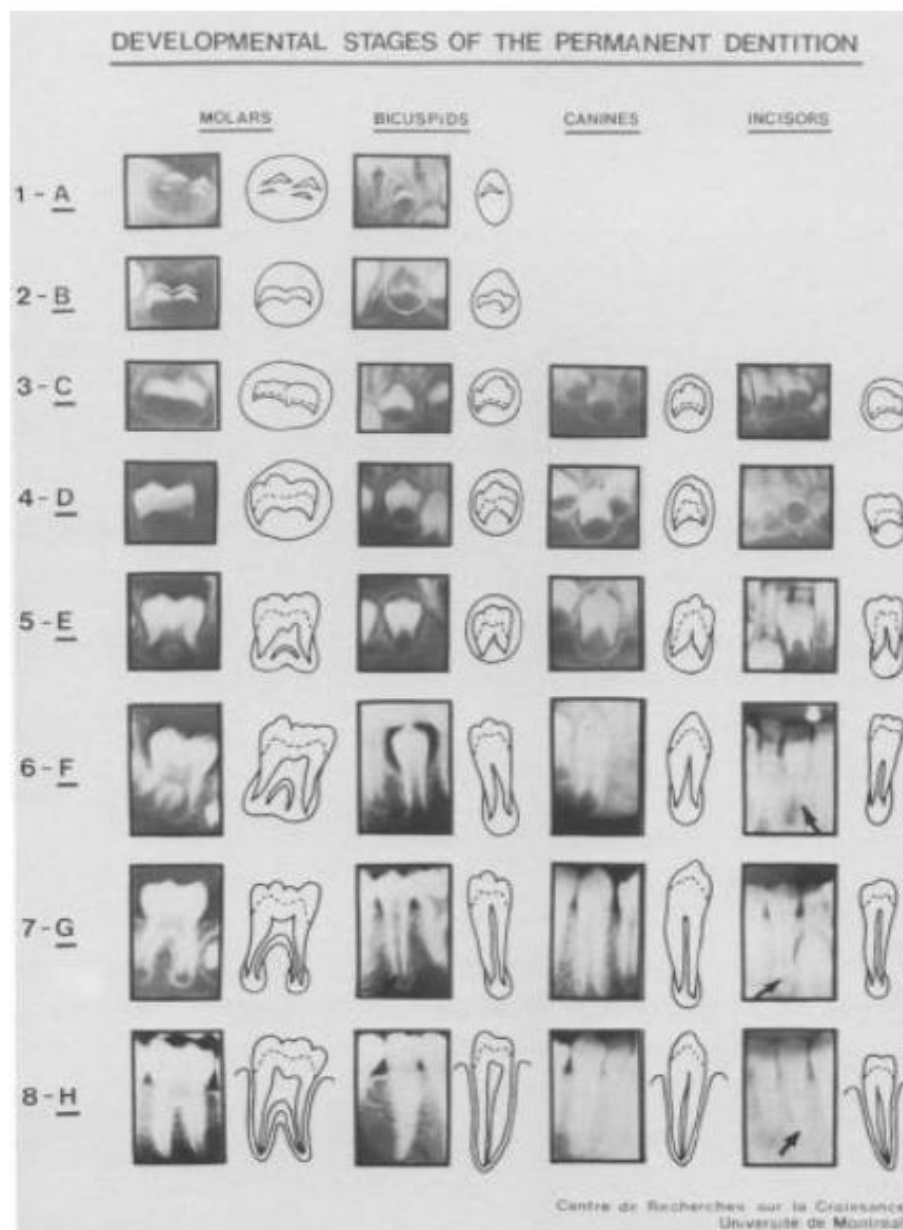 DEVELOPMENTAL STAGES OF THE PERMANENT DENTITION
MOLARS BICUSPIDS CANINES INCISORS
1 - A
2 - B
3 - C
4 - D
5 - E
6 - F
7 - G
8 - H
Centre de Recherches sur la Croissance
Université de Montréal